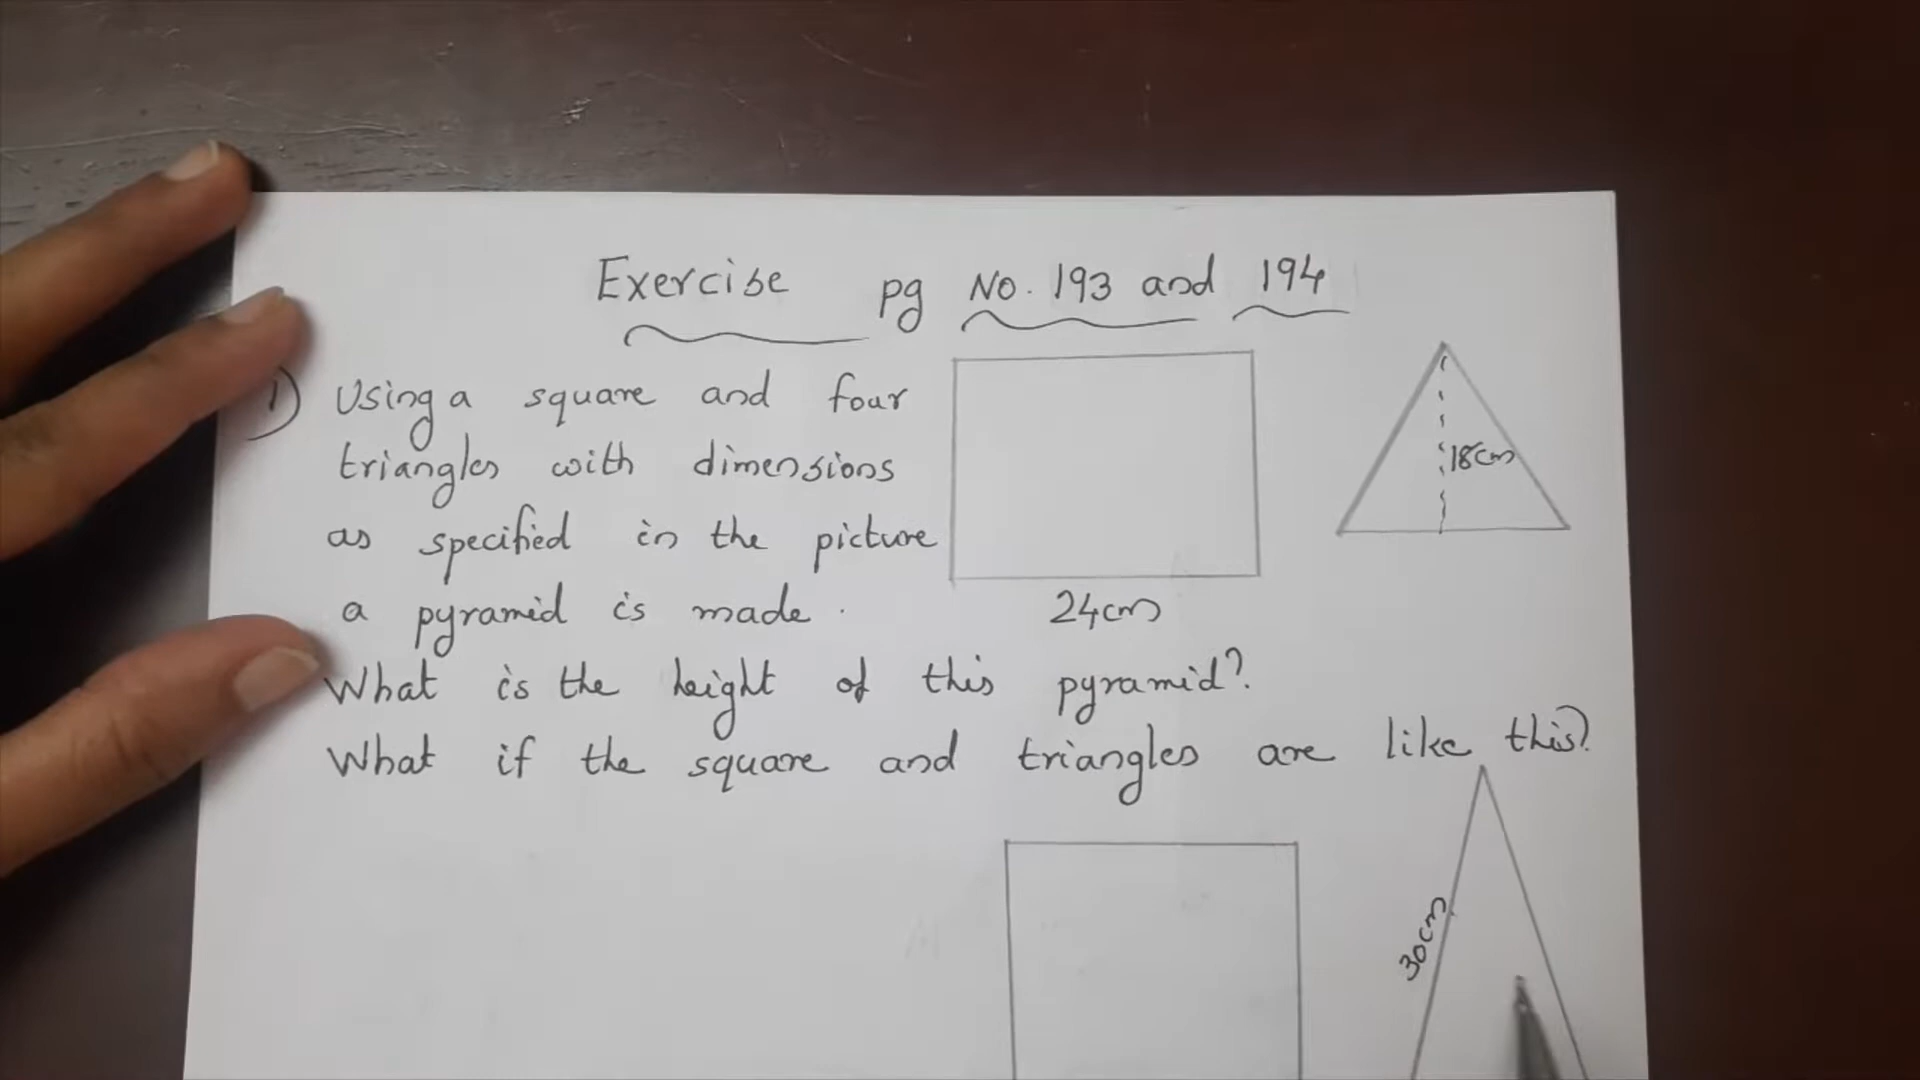 Exercise pg No. 193 and 194
1) Using a square and four
triangles with dimensions
as specified in the picture
a pyramid is made.
18cm
24cm
What is the height of this pyramid?
What if the square and triangles are like this?
30cm